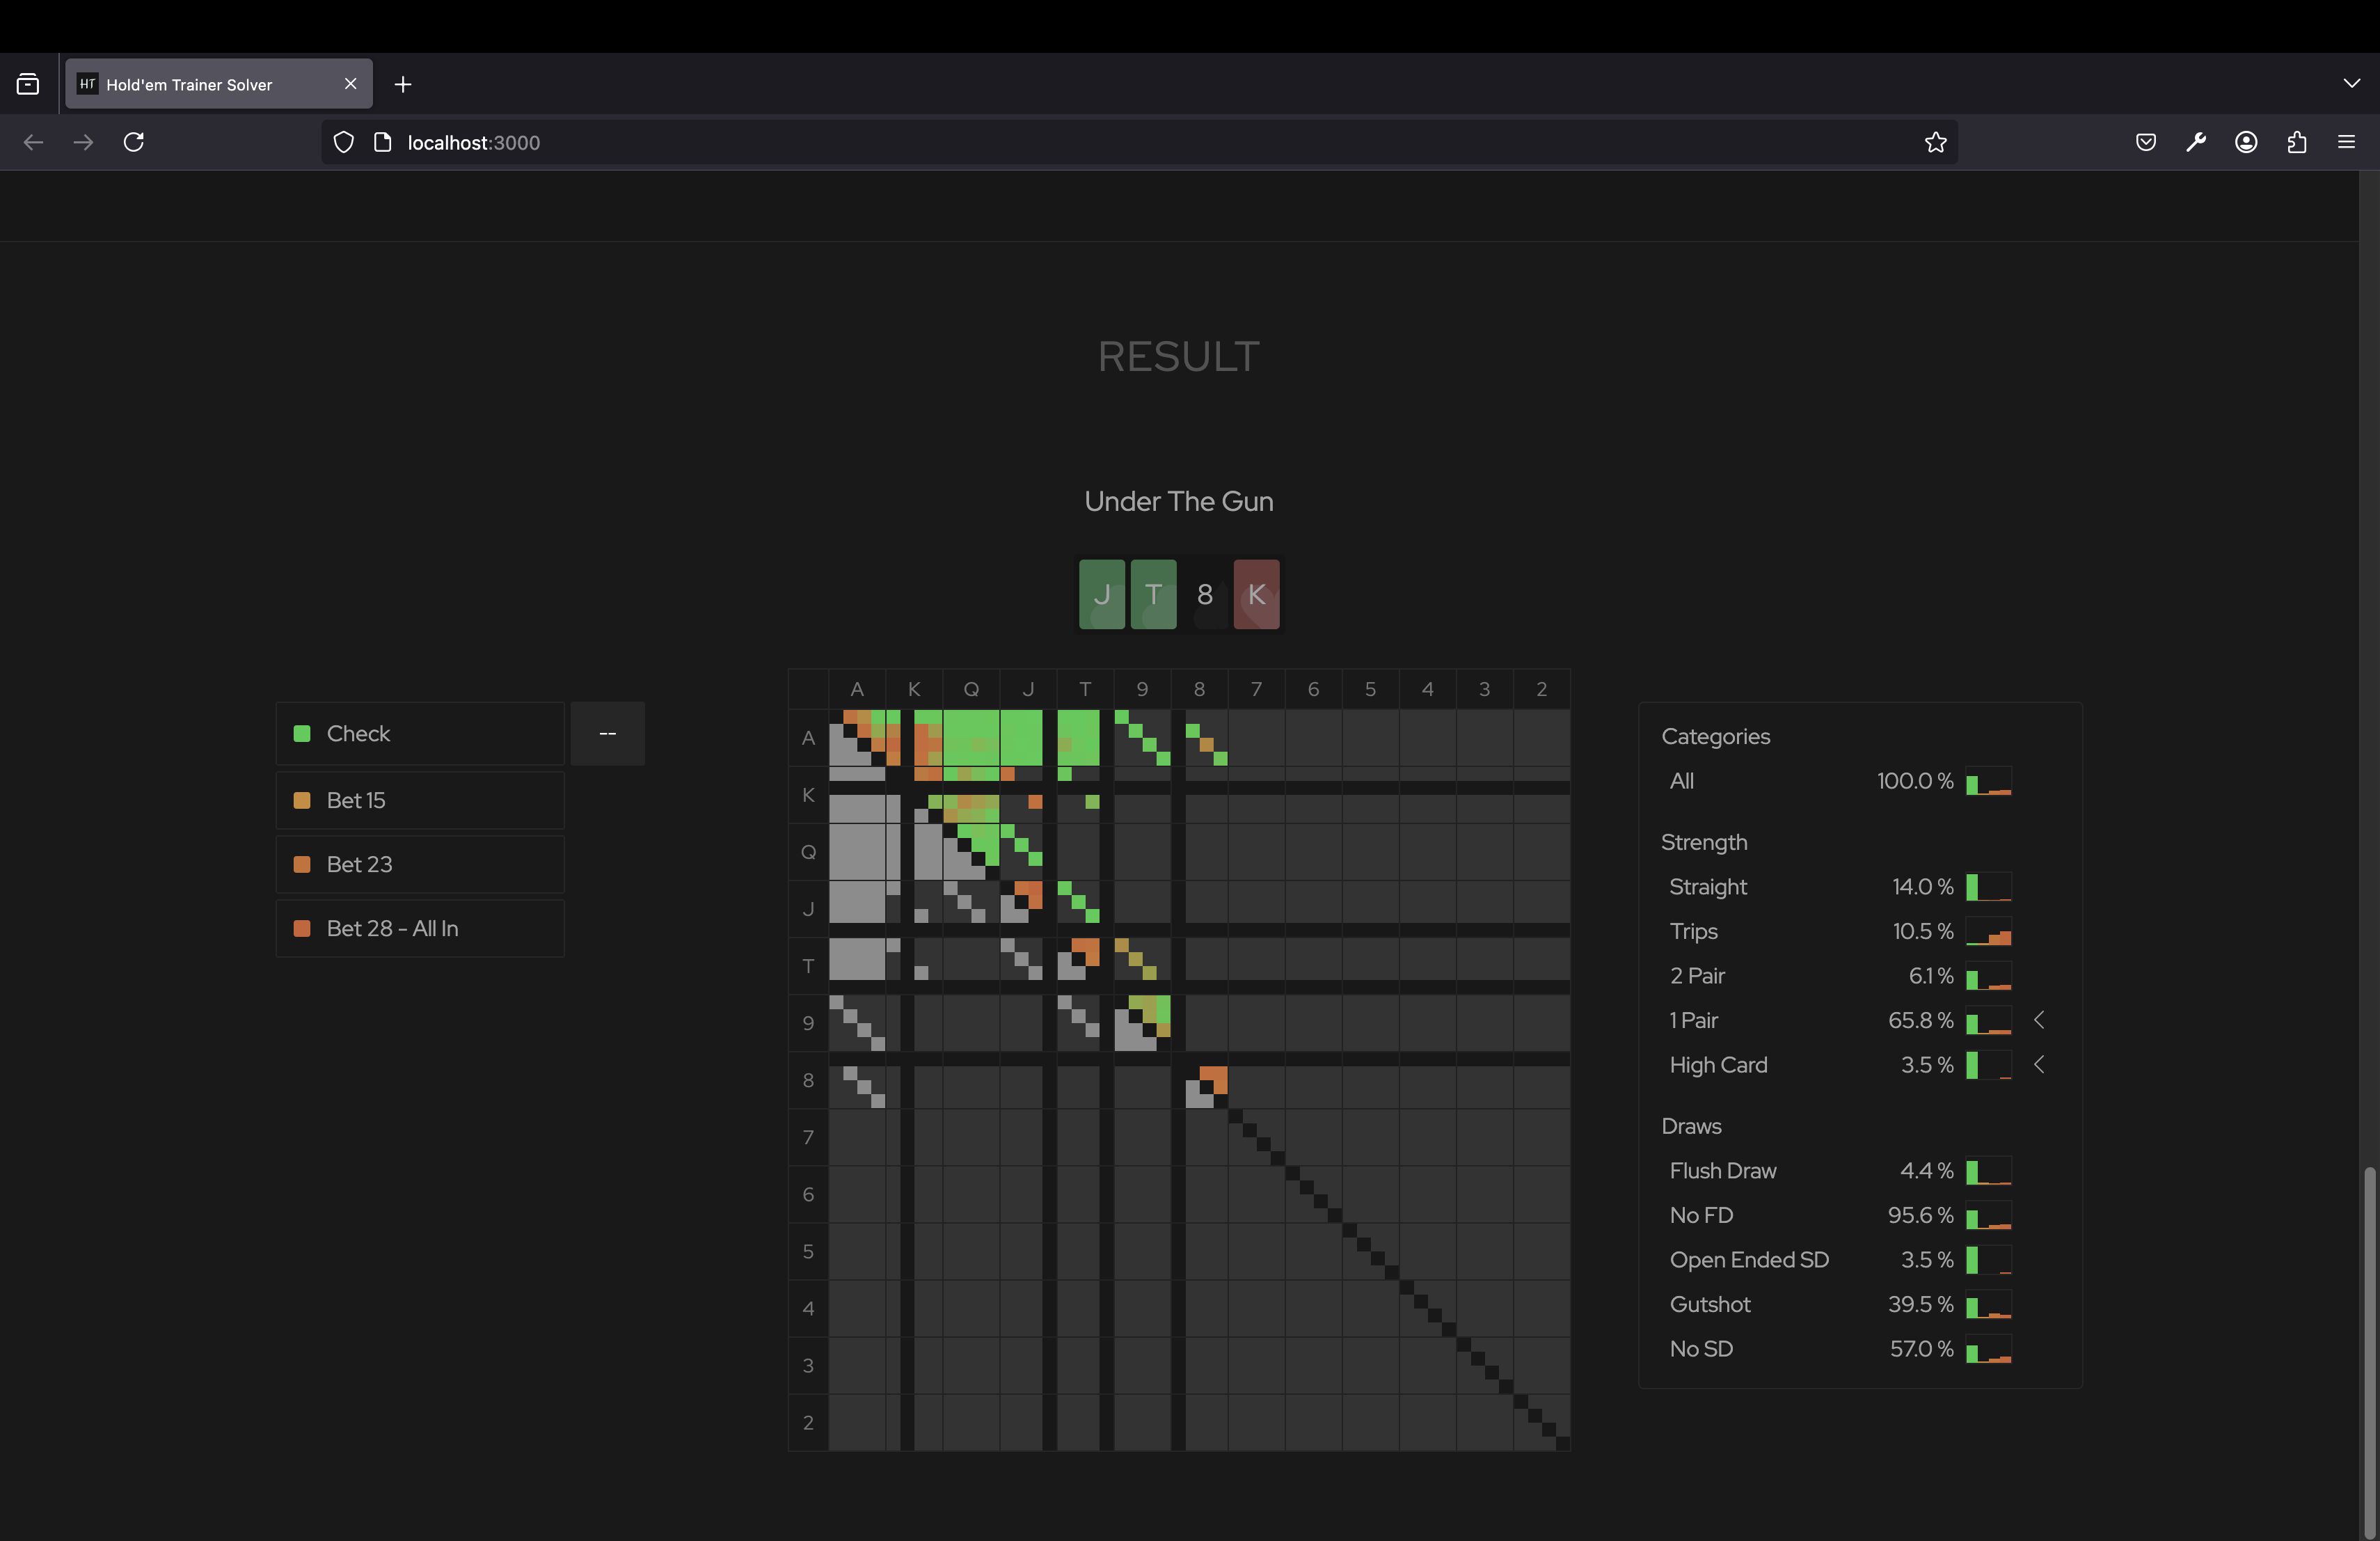 HT Hold'em Trainer Solver
localhost:3000
RESULT
Under The Gun
J T 8 K
A K Q J T 9 8 7 6 5 4 3 2
A
K
Q
J
T
9
8
7
6
5
4
3
2
Check --
Bet 15
Bet 23
Bet 28 - All In
Categories
All 100.0 %
Strength
Straight 14.0 %
Trips 10.5 %
2 Pair 6.1 %
1 Pair 65.8 %
High Card 3.5 %
Draws
Flush Draw 4.4 %
No FD 95.6 %
Open Ended SD 3.5 %
Gutshot 39.5 %
No SD 57.0 %